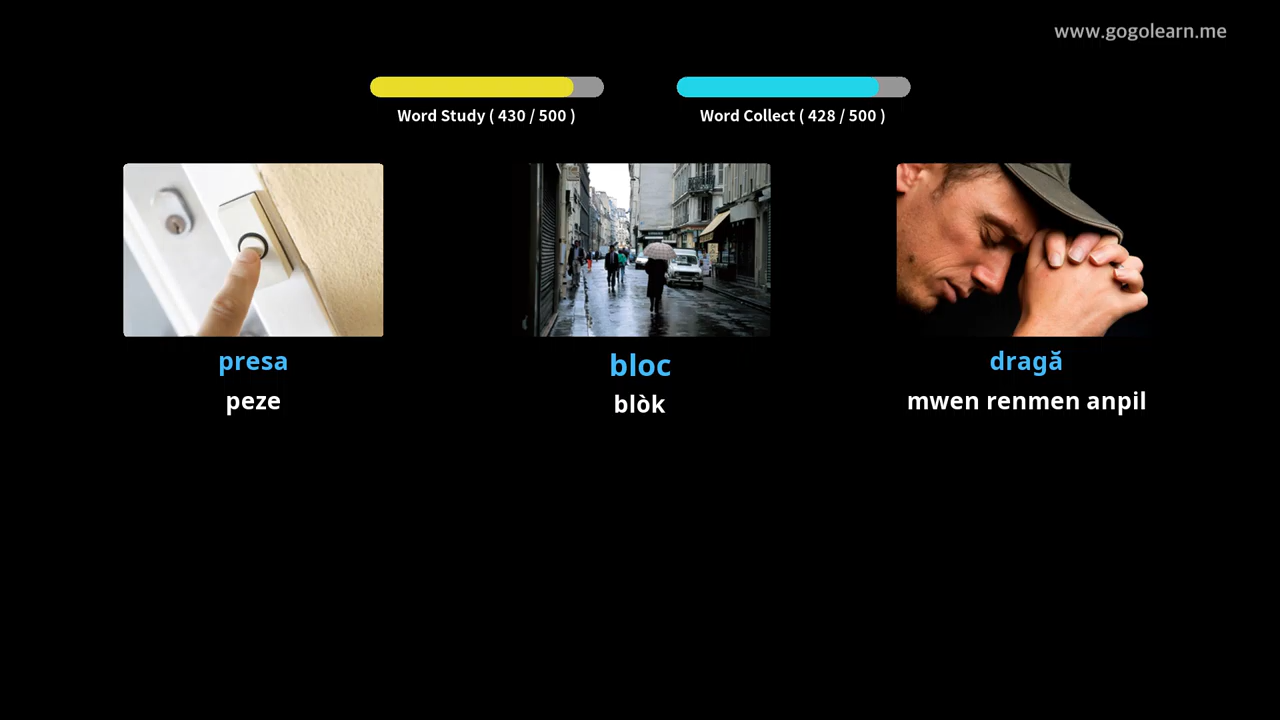 www.gogolearn.me
Word Study ( 430 / 500 )
Word Collect ( 428 / 500 )
presa
bloc
dragă
peze
blòk
mwen renmen anpil